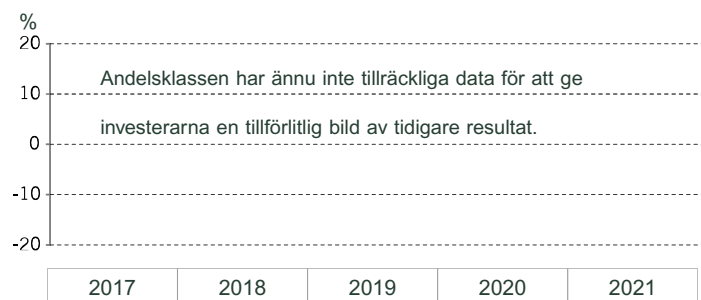 %
20
Andelsklassen har ännu inte tillräckliga data för att ge
10
investerarna en tillförlitlig bild av tidigare resultat.
0
-10
-20
2017 2018 2019 2020 2021